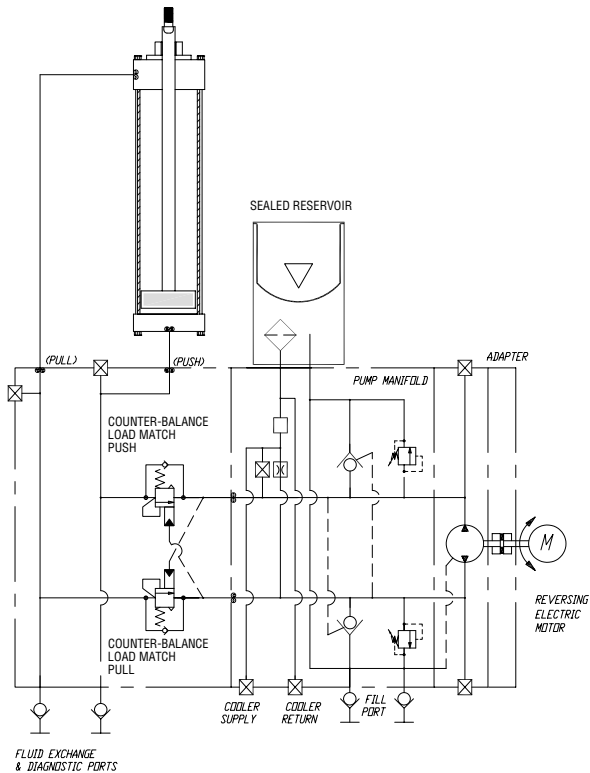 SEALED RESERVOIR
(PULL)
(PUSH)
ADAPTER
PUMP MANIFOLD
COUNTER-BALANCE
LOAD MATCH
PUSH
M
REVERSING
ELECTRIC
MOTOR
COUNTER-BALANCE
LOAD MATCH
PULL
COOLER
SUPPLY
COOLER
RETURN
FILL
PORT
FLUID EXCHANGE
& DIAGNOSTIC PORTS